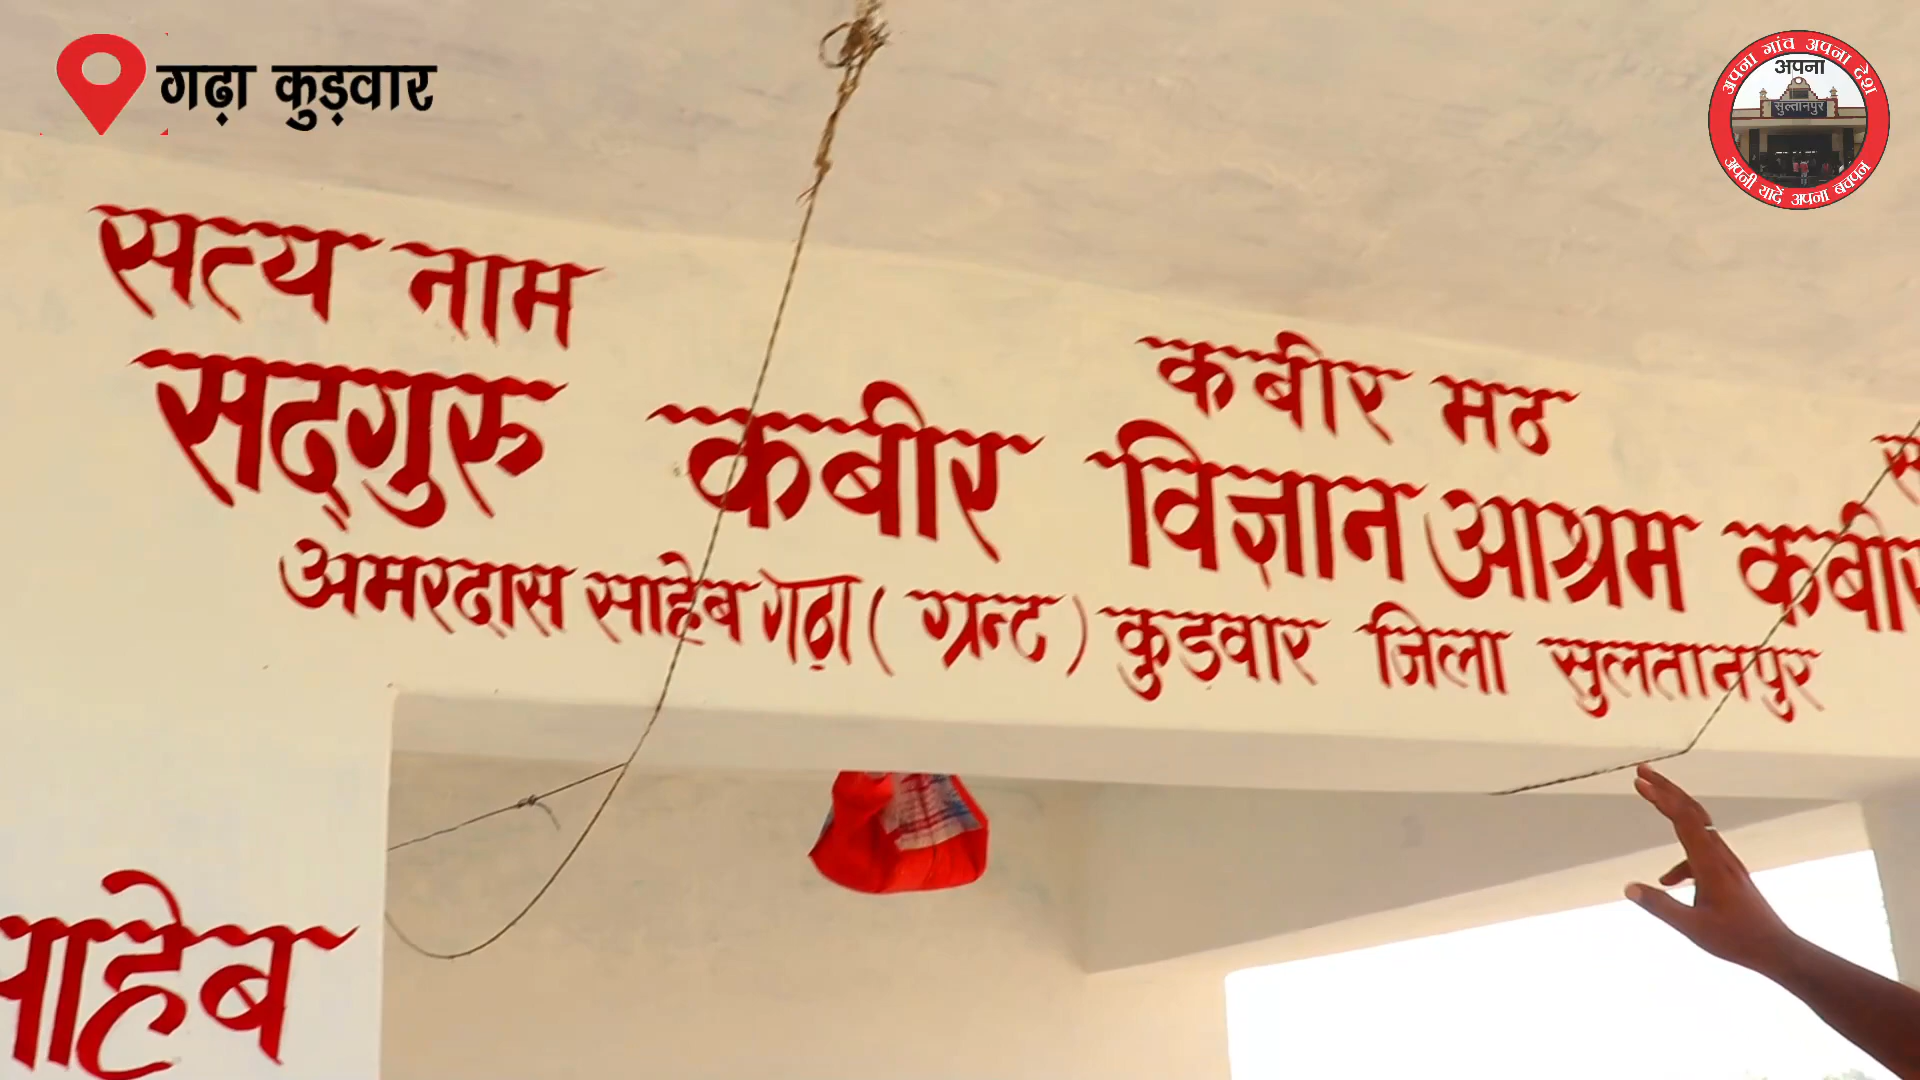 गढ़ा कुड़वार
अपना गांव अपना देश
अपना
सुल्तानपुर
अपनी यादें अपना बचपन
सत्य नाम
कबीर मठ
सद्गुरु कबीर विज्ञान आश्रम कबीर
अमरदास साहेब गढ़ा ( ग्रन्ट ) कुडवार जिला सुलतानपुर
साहेब